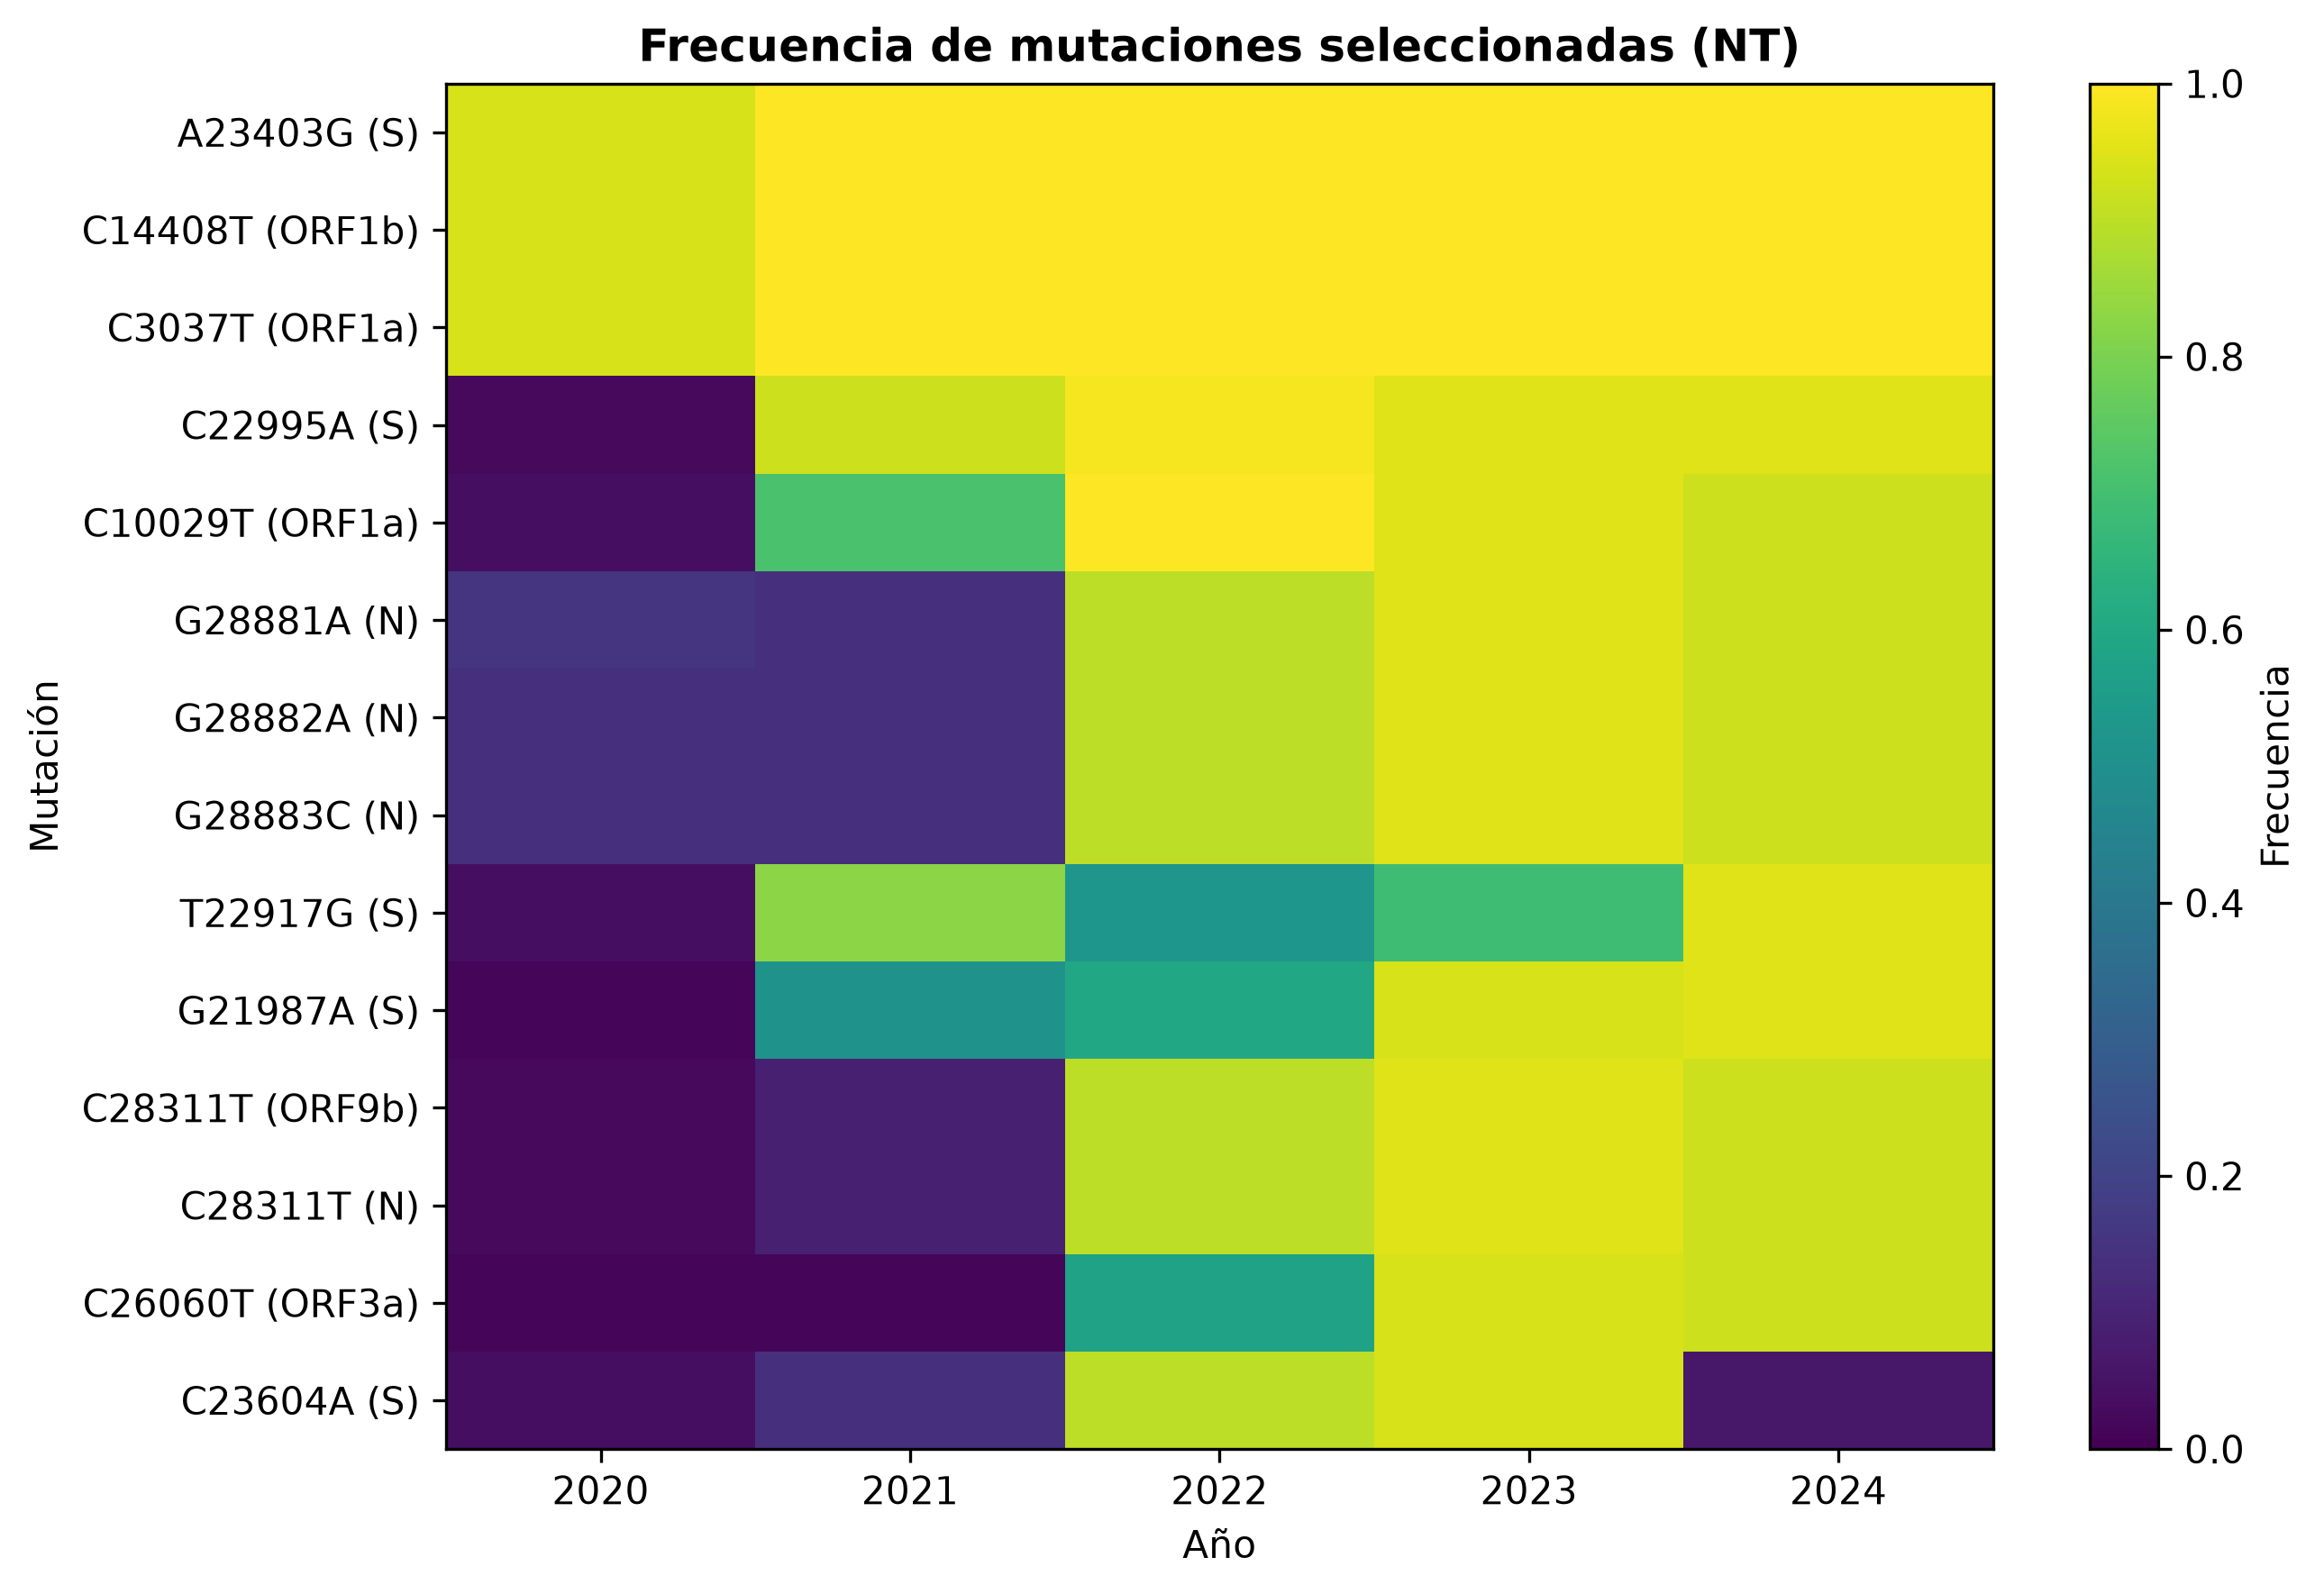 Frecuencia de mutaciones seleccionadas (NT)
A23403G (S)
C14408T (ORF1b)
C3037T (ORF1a)
C22995A (S)
C10029T (ORF1a)
G28881A (N)
G28882A (N)
G28883C (N)
T22917G (S)
G21987A (S)
C28311T (ORF9b)
C28311T (N)
C26060T (ORF3a)
C23604A (S)
Mutación
2020
2021
2022
2023
2024
Año
1.0
0.8
0.6
0.4
0.2
0.0
Frecuencia